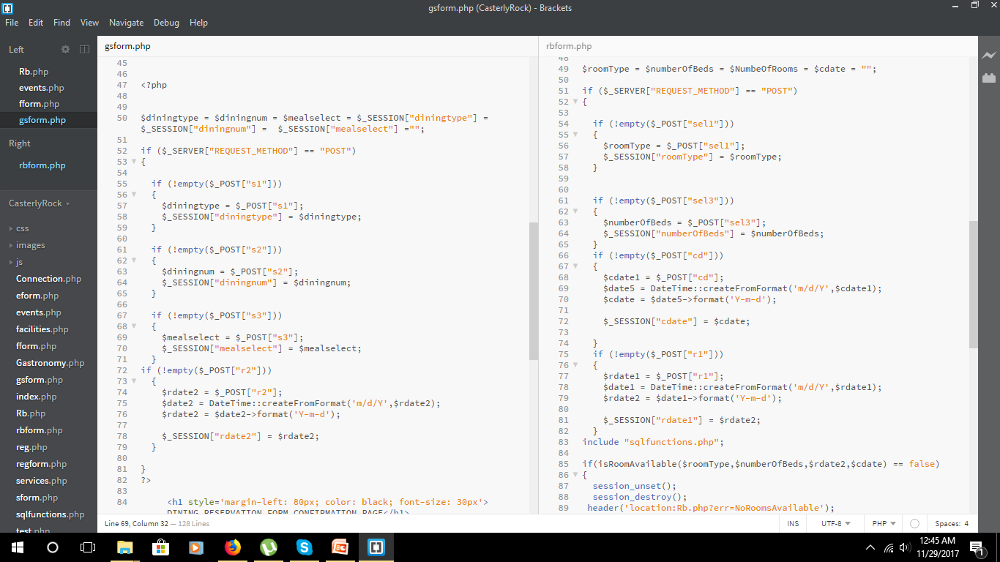 gsform.php (CasterlyRock) - Brackets
File Edit Find View Navigate Debug Help
Left
Rb.php
events.php
fform.php
gsform.php
Right
rbform.php
CasterlyRock
css
images
js
Connection.php
eform.php
events.php
facilities.php
fform.php
Gastronomy.php
gsform.php
index.php
Rb.php
rbform.php
reg.php
regform.php
services.php
sform.php
sqlfunctions.php
test.php
gsform.php
45
46
47 <?php
48
49
50 $diningtype = $diningnum = $mealselect = $_SESSION["diningtype"] =
$_SESSION["diningnum"] =  $_SESSION["mealselect"] ="";
51
52 if ($_SERVER["REQUEST_METHOD"] == "POST")
53 {
54
55   if (!empty($_POST["s1"]))
56   {
57     $diningtype = $_POST["s1"];
58     $_SESSION["diningtype"] = $diningtype;
59   }
60
61   if (!empty($_POST["s2"]))
62   {
63     $diningnum = $_POST["s2"];
64     $_SESSION["diningnum"] = $diningnum;
65   }
66
67   if (!empty($_POST["s3"]))
68   {
69     $mealselect = $_POST["s3"];
70     $_SESSION["mealselect"] = $mealselect;
71   }
72 if (!empty($_POST["r2"]))
73   {
74     $rdate2 = $_POST["r2"];
75     $date2 = DateTime::createFromFormat('m/d/Y',$rdate2);
76     $rdate2 = $date2->format('Y-m-d');
77
78     $_SESSION["rdate2"] = $rdate2;
79   }
80
81 }
82 ?>
83
84      <h1 style='margin-left: 80px; color: black; font-size: 30px'>
DINING RESERVATION FORM CONFIRMATION PAGE</h1>
rbform.php
48
49 $roomType = $numberOfBeds = $NumbeOfRooms = $cdate = "";
50
51 if ($_SERVER["REQUEST_METHOD"] == "POST")
52 {
53
54   if (!empty($_POST["sel1"]))
55   {
56     $roomType = $_POST["sel1"];
57     $_SESSION["roomType"] = $roomType;
58   }
59
60
61   if (!empty($_POST["sel3"]))
62   {
63     $numberOfBeds = $_POST["sel3"];
64     $_SESSION["numberOfBeds"] = $numberOfBeds;
65   }
66   if (!empty($_POST["cd"]))
67   {
68     $cdate1 = $_POST["cd"];
69     $date5 = DateTime::createFromFormat('m/d/Y',$cdate1);
70     $cdate = $date5->format('Y-m-d');
71
72     $_SESSION["cdate"] = $cdate;
73
74   }
75   if (!empty($_POST["r1"]))
76   {
77     $rdate1 = $_POST["r1"];
78     $date1 = DateTime::createFromFormat('m/d/Y',$rdate1);
79     $rdate2 = $date1->format('Y-m-d');
80
81     $_SESSION["rdate1"] = $rdate2;
82   }
83 include "sqlfunctions.php";
84
85 if(isRoomAvailable($roomType,$numberOfBeds,$rdate2,$cdate) == false)
86 {
87   session_unset();
88   session_destroy();
89  header('location:Rb.php?err=NoRoomsAvailable');
Line 69, Column 32 — 128 Lines
INS UTF-8 PHP Spaces: 4
12:45 AM
11/29/2017
1